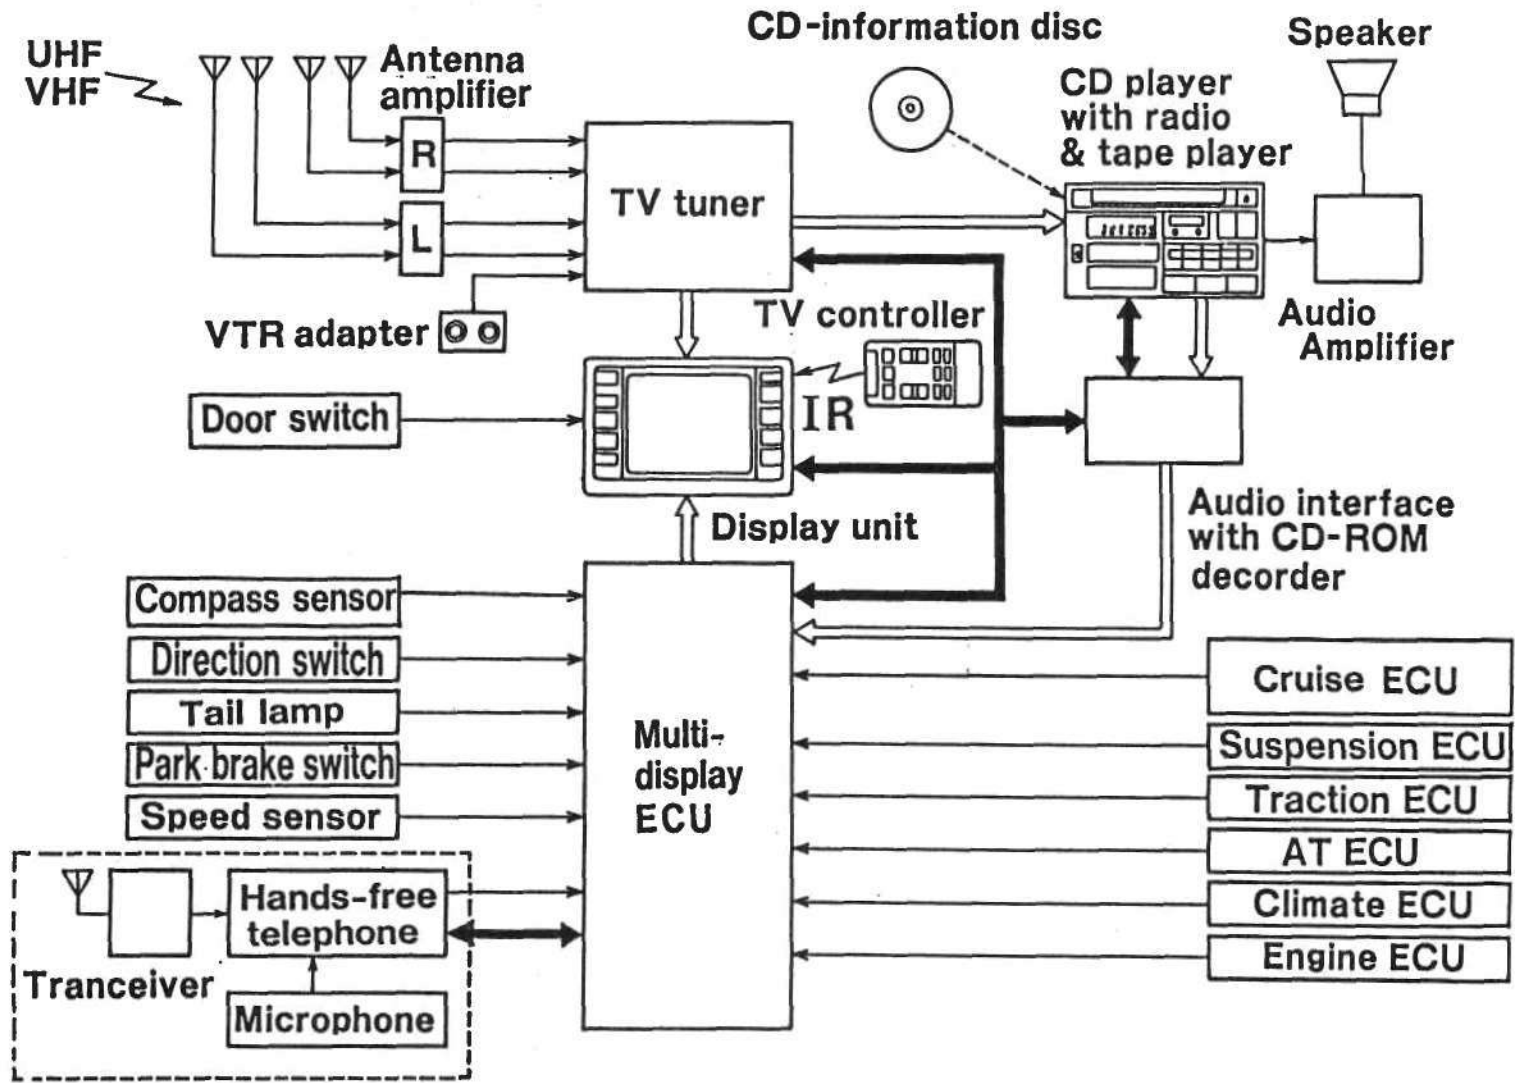 UHF
VHF
Antenna
amplifier
R
L
VTR adapter
TV tuner
CD-information disc
CD player
with radio
& tape player
Speaker
Audio
Amplifier
TV controller
IR
Door switch
Display unit
Audio interface
with CD-ROM
decorder
Compass sensor
Direction switch
Tail lamp
Park brake switch
Speed sensor
Multi-
display
ECU
Cruise ECU
Suspension ECU
Traction ECU
AT ECU
Climate ECU
Engine ECU
Hands-free
telephone
Tranceiver
Microphone